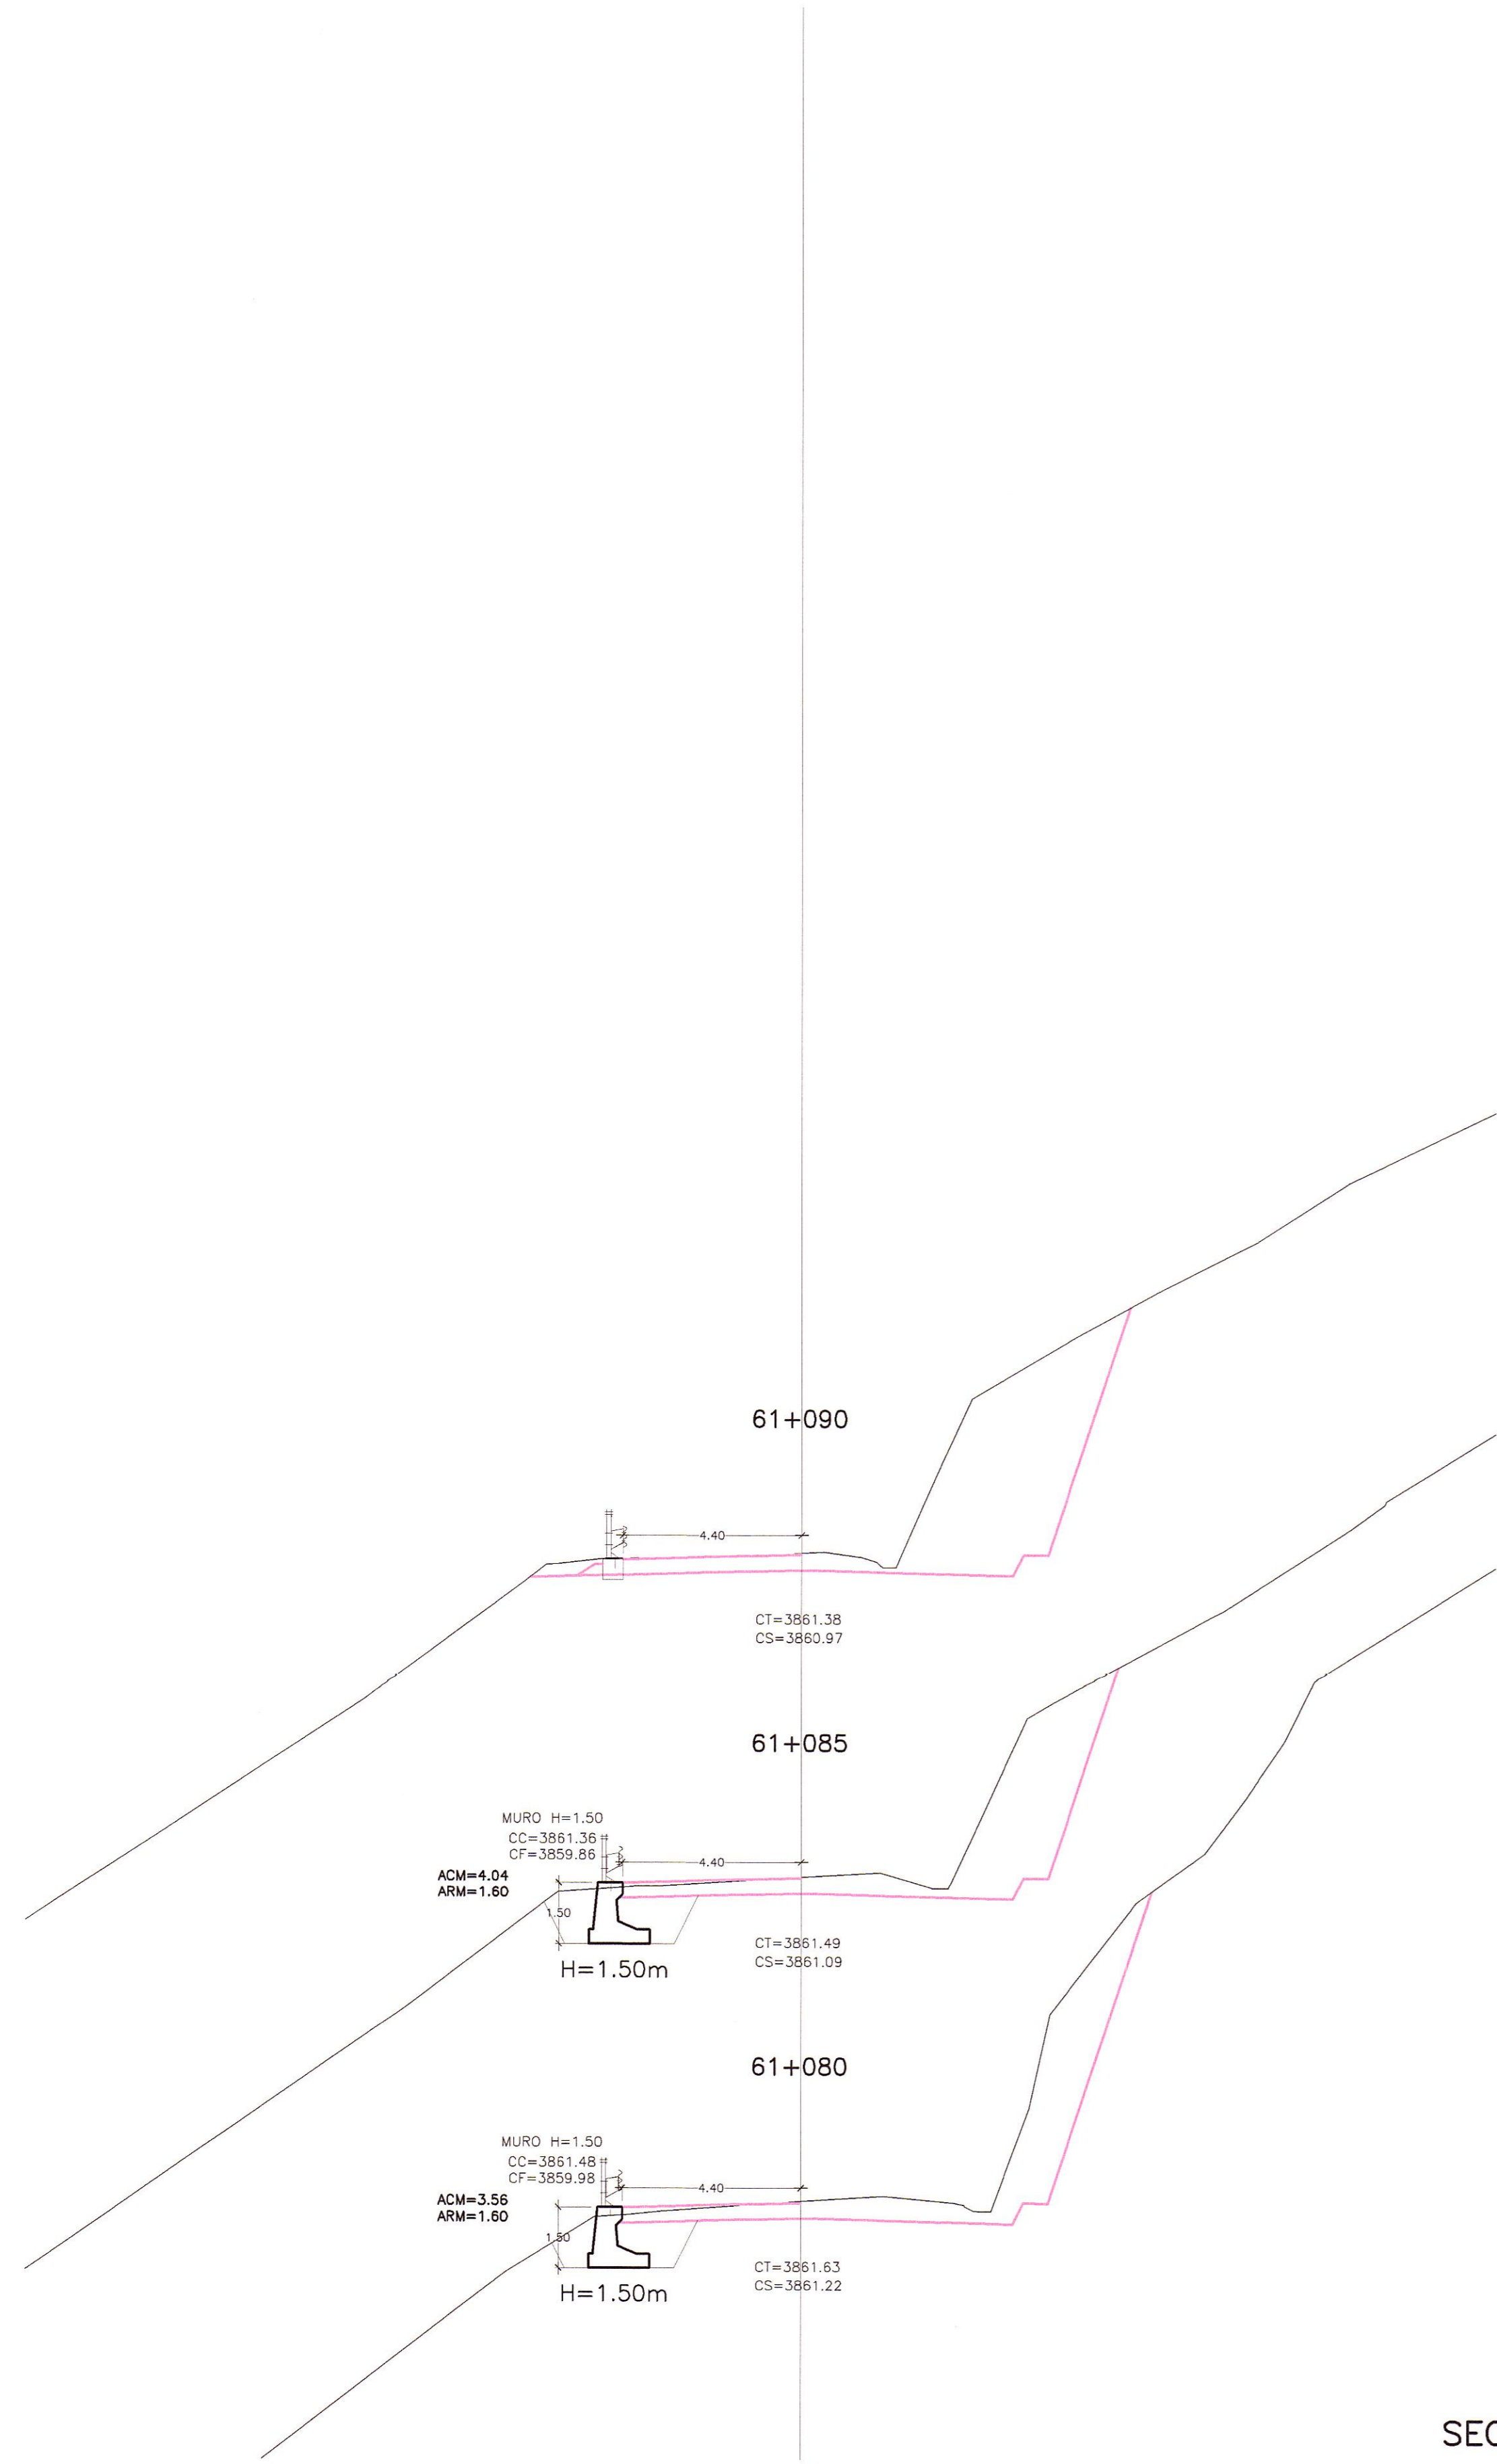 61+090
4.40
CT=3861.38
CS=3860.97
61+085
MURO H=1.50
CC=3861.36
CF=3859.86
4.40
ACM=4.04
ARM=1.60
1.50
CT=3861.49
CS=3861.09
H=1.50m
61+080
MURO H=1.50
CC=3861.48
CF=3859.98
4.40
ACM=3.56
ARM=1.60
1.50
CT=3861.63
CS=3861.22
H=1.50m